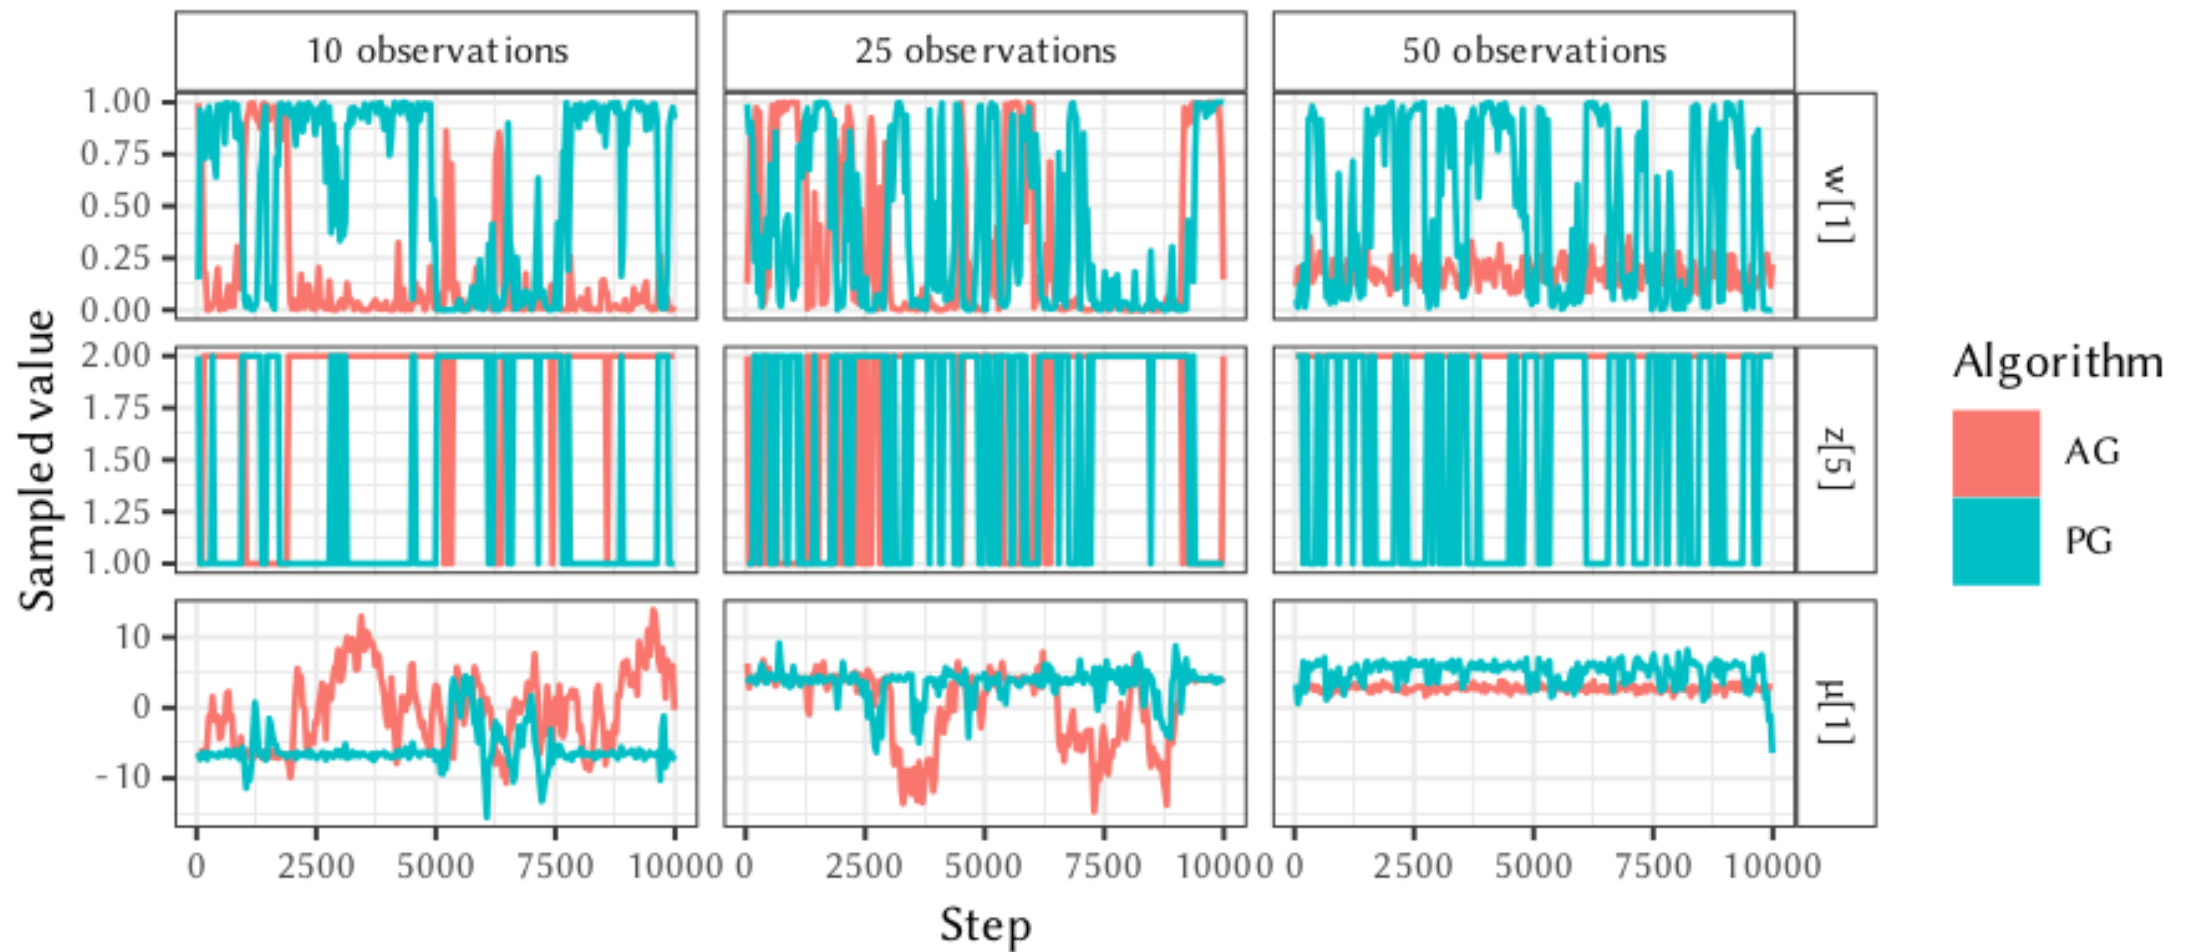 10 observations
25 observations
50 observations
1.00
0.75
0.50
0.25
0.00
w[1]
2.00
1.75
1.50
1.25
1.00
z[5]
10
0
-10
μ[1]
0 2500 5000 7500 10000
0 2500 5000 7500 10000
0 2500 5000 7500 10000
Step
Sampled value
Algorithm
AG
PG